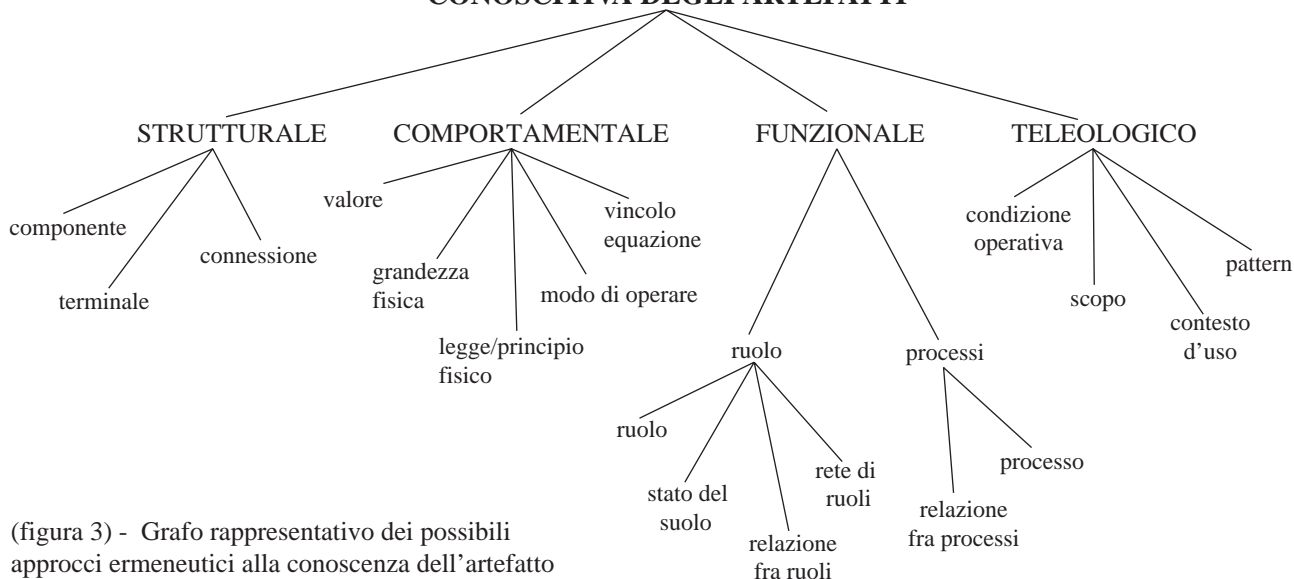 CONOSCITIVA DEGLI ARTEFATTI
STRUTTURALE
COMPORTAMENTALE
FUNZIONALE
TELEOLOGICO
componente
terminale
connessione
valore
grandezza
fisica
legge/principio
fisico
modo di operare
vincolo
equazione
ruolo
processi
ruolo
stato del
suolo
relazione
fra ruoli
rete di
ruoli
relazione
fra processi
processo
condizione
operativa
scopo
contesto
d'uso
pattern
(figura 3) - Grafo rappresentativo dei possibili
approcci ermeneutici alla conoscenza dell'artefatto